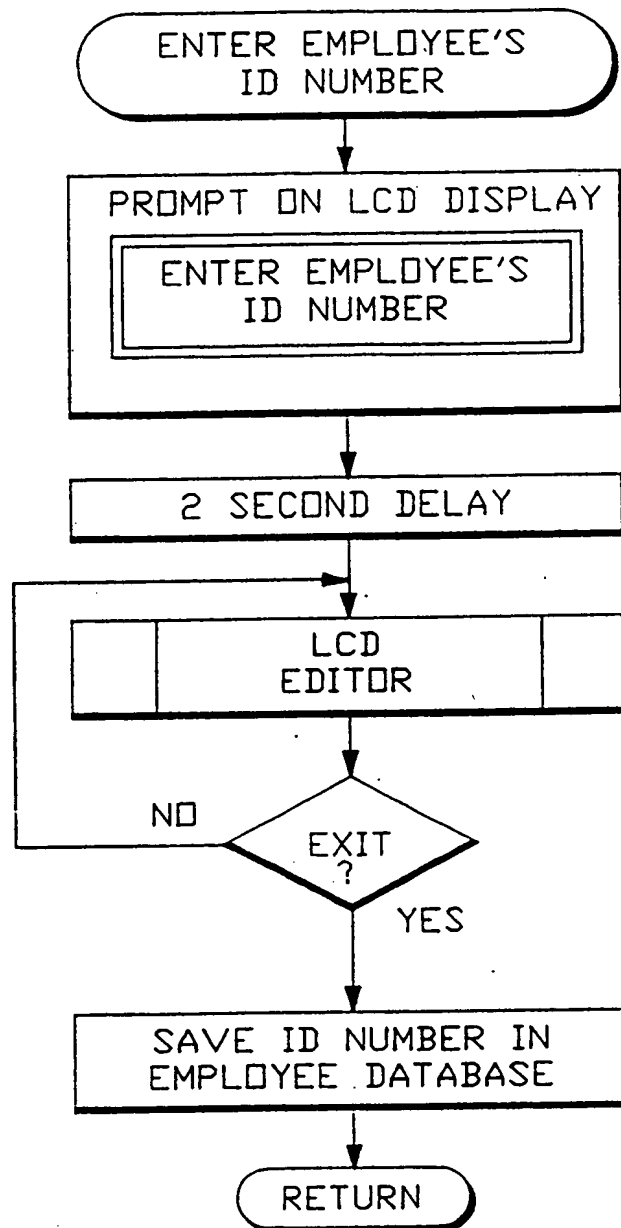 ENTER EMPLOYEE'S
ID NUMBER
PROMPT ON LCD DISPLAY
ENTER EMPLOYEE'S
ID NUMBER
2 SECOND DELAY
LCD
EDITOR
NO
EXIT
?
YES
SAVE ID NUMBER IN
EMPLOYEE DATABASE
RETURN